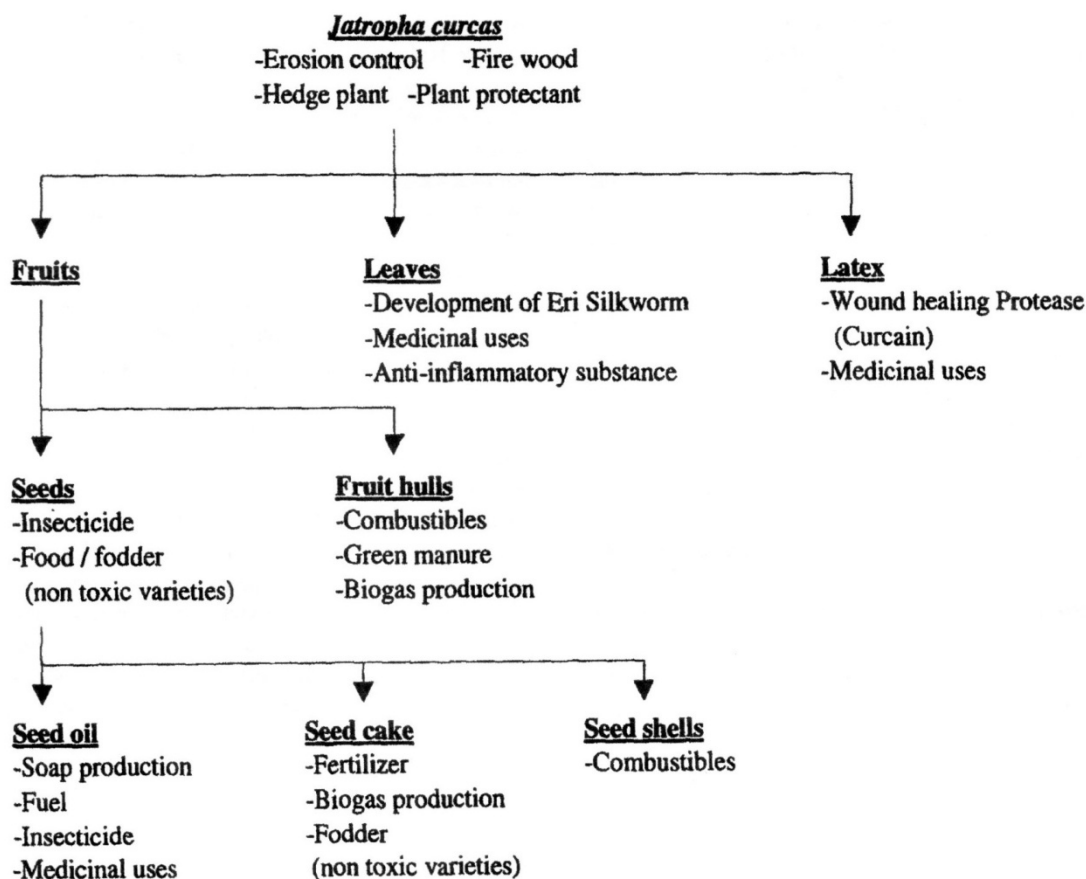 Jatropha curcas
-Erosion control -Fire wood
-Hedge plant -Plant protectant
Fruits
Leaves
-Development of Eri Silkworm
-Medicinal uses
-Anti-inflammatory substance
Latex
-Wound healing Protease
(Curcain)
-Medicinal uses
Seeds
-Insecticide
-Food / fodder
(non toxic varieties)
Fruit hulls
-Combustibles
-Green manure
-Biogas production
Seed oil
-Soap production
-Fuel
-Insecticide
-Medicinal uses
Seed cake
-Fertilizer
-Biogas production
-Fodder
(non toxic varieties)
Seed shells
-Combustibles